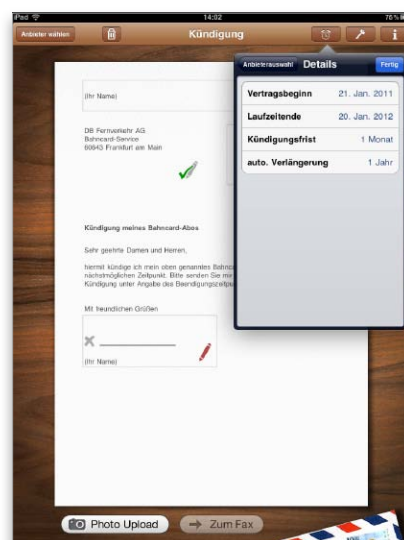 iPad
14:02
76%
Anbieter wählen
Kündigung
Anbieterauswahl
Details
Fertig
Vertragsbeginn 21. Jan. 2011
Laufzeitende 20. Jan. 2012
Kündigungsfrist 1 Monat
auto. Verlängerung 1 Jahr
(Ihr Name)
DB Fernverkehr AG
Bahncard-Service
60643 Frankfurt am Main
Kündigung meines Bahncard-Abos
Sehr geehrte Damen und Herren,
hiermit kündige ich mein oben genanntes
nächstmöglichen Zeitpunkt. Bitte senden Sie
Kündigung unter Angabe des
Mit freundlichen Grüßen
(Ihr Name)
Photo Upload
Zum Fax